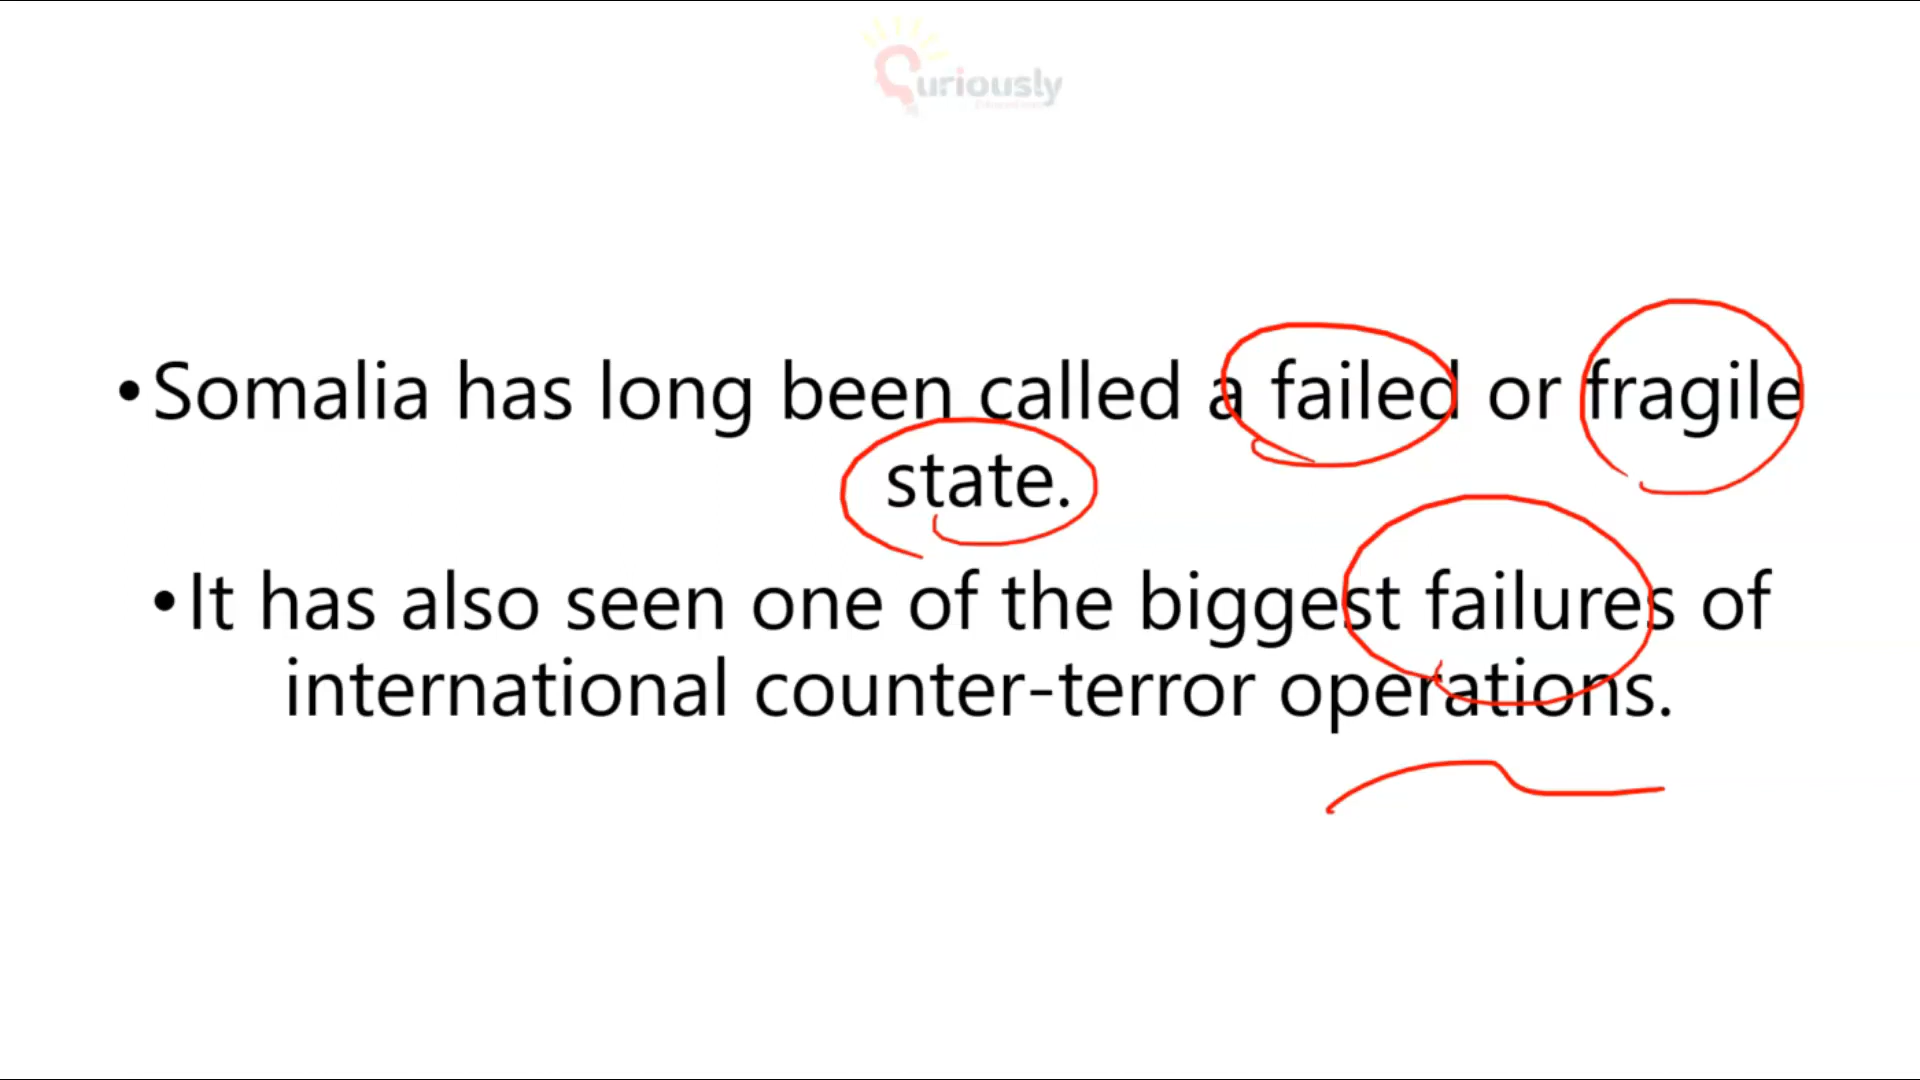 Curiously
•Somalia has long been called a failed or fragile
state.
•It has also seen one of the biggest failures of
international counter-terror operations.